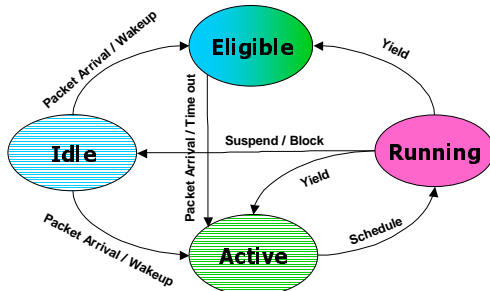 Packet Arrival / Wakeup
Eligible
Yield
Packet Arrival / Time out
Suspend / Block
Idle
Running
Yield
Packet Arrival / Wakeup
Active
Schedule